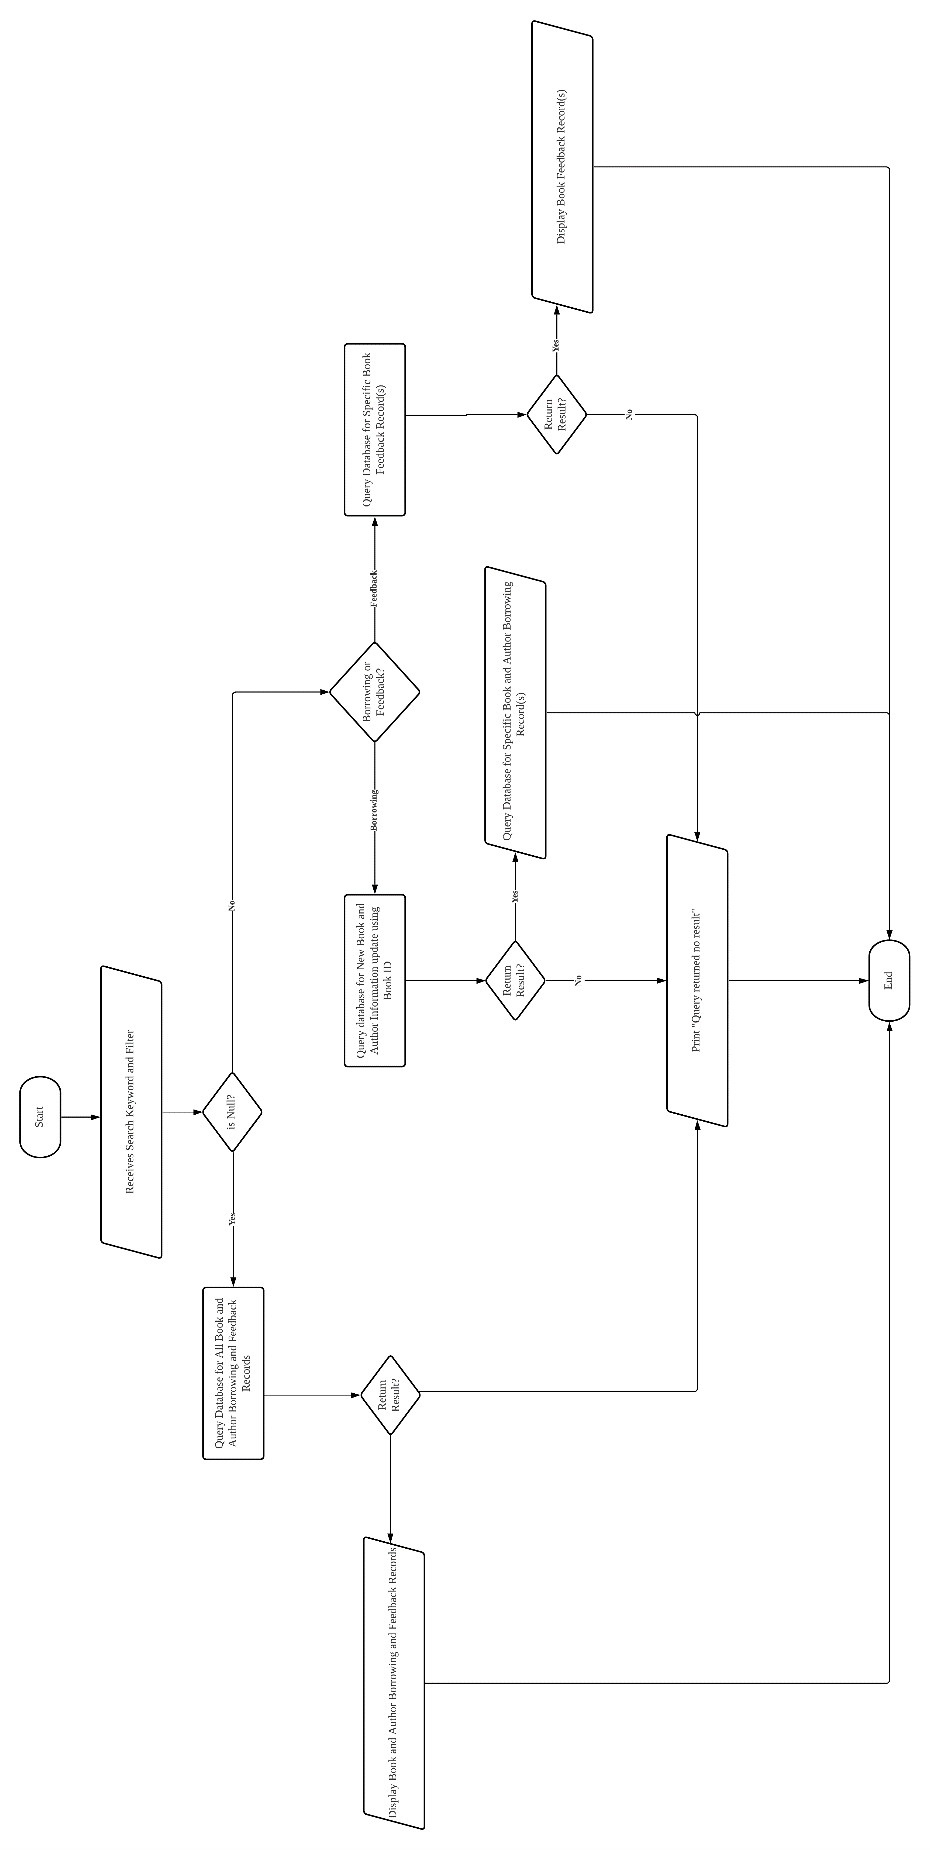 Start
Receives Search Keyword and Filter
is Null?
Yes
No
Query Database for All Book and
Author Borrowing and Feedback
Records
Return
Result?
Display Book and Author Borrowing and Feedback Records
Borrowing or
Feedback?
Borrowing
Feedback
Query database for New Book and
Author Information update using
Book ID
Return
Result?
Yes
No
Query Database for Specific Book and Author Borrowing
Record(s)
Query Database for Specific Book
Feedback Record(s)
Return
Result?
Yes
No
Display Book Feedback Record(s)
Print "Query returned no result"
End